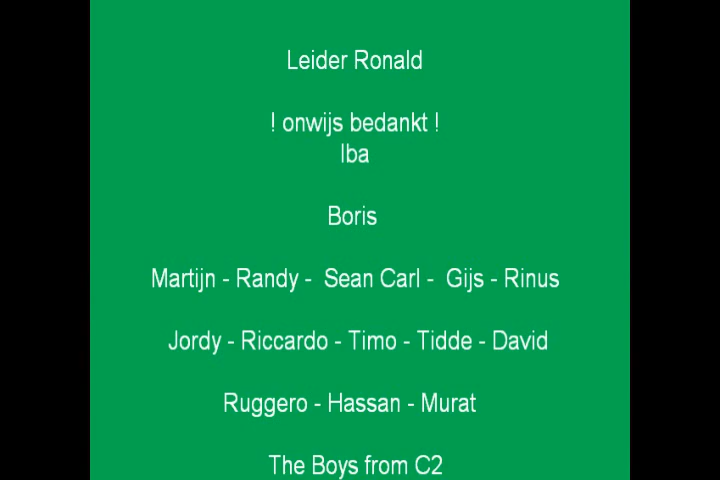 Leider Ronald
! onwijs bedankt !
Iba
Boris
Martijn - Randy -  Sean Carl -  Gijs - Rinus
Jordy - Riccardo - Timo - Tidde - David
Ruggero - Hassan - Murat
The Boys from C2